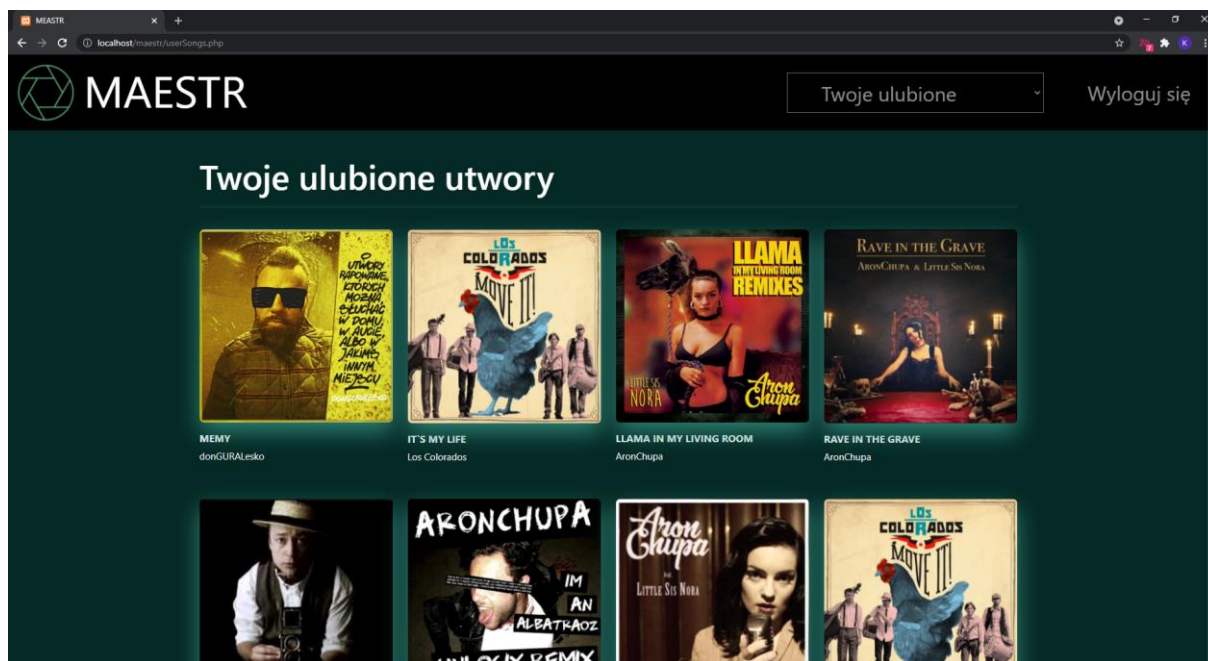 MEASTR
localhost/maestr/userSongs.php
K
MAESTR
Twoje ulubione
Wyloguj się
Twoje ulubione utwory
UTWORY
RAPOWANE,
KTÓRYCH
MOŻNA
SŁUCHAĆ
W DOMU,
W AUCIE,
ALBO W
JAKIMŚ
INNYM
MIEJSCU
DONGURALESKO
LOS
COLORADOS
MOVE IT!
LLAMA
IN MY LIVING ROOM
REMIXES
LITTLE SIS
NORA
Aron
Chupa
RAVE IN THE GRAVE
ARONCHUPA & LITTLE SIS NORA
MEMY
donGURALesko
IT`S MY LIFE
Los Colorados
LLAMA IN MY LIVING ROOM
AronChupa
RAVE IN THE GRAVE
AronChupa
ARONCHUPA
IM
AN
ALBATRAOZ
REMIX
Aron
Chupa
LITTLE SIS NORA
LOS
COLORADOS
MOVE IT!